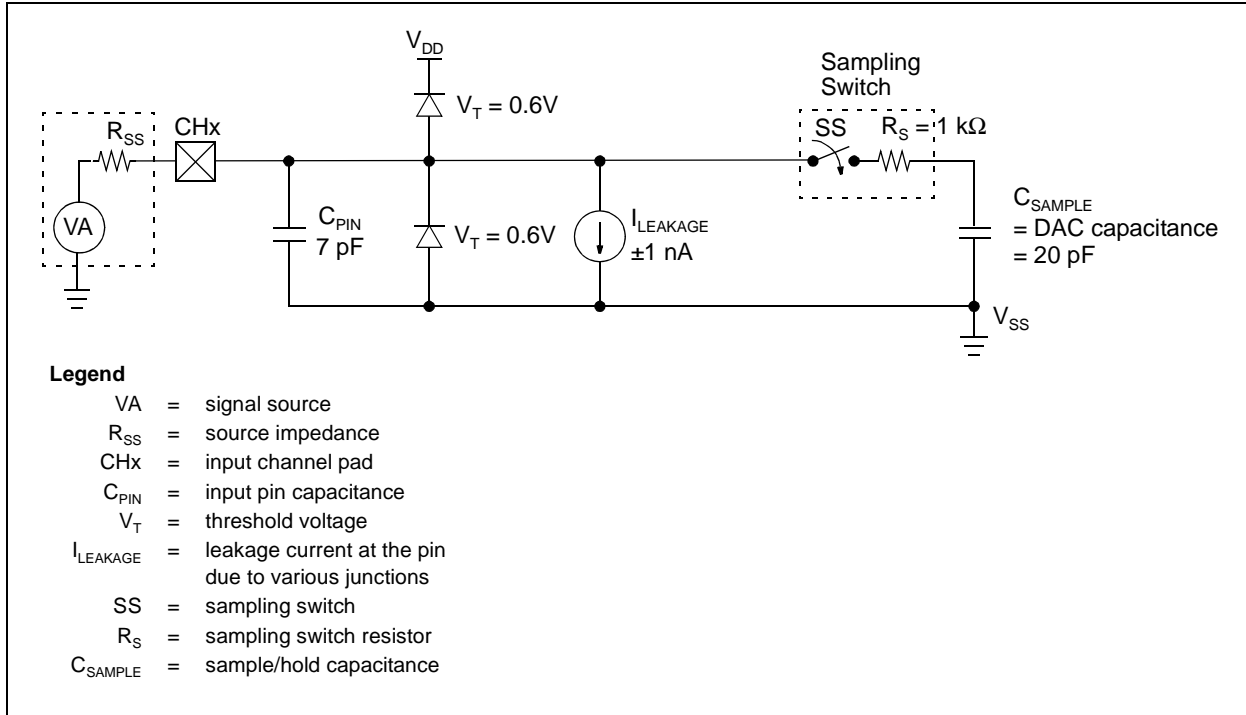 V_DD
Sampling
Switch
R_SS
CHx
V_T = 0.6V
SS
R_S = 1 kΩ
VA
C_PIN
7 pF
V_T = 0.6V
I_LEAKAGE
±1 nA
C_SAMPLE
= DAC capacitance
= 20 pF
V_SS
Legend
VA = signal source
R_SS = source impedance
CHx = input channel pad
C_PIN = input pin capacitance
V_T = threshold voltage
I_LEAKAGE = leakage current at the pin
due to various junctions
SS = sampling switch
R_S = sampling switch resistor
C_SAMPLE = sample/hold capacitance